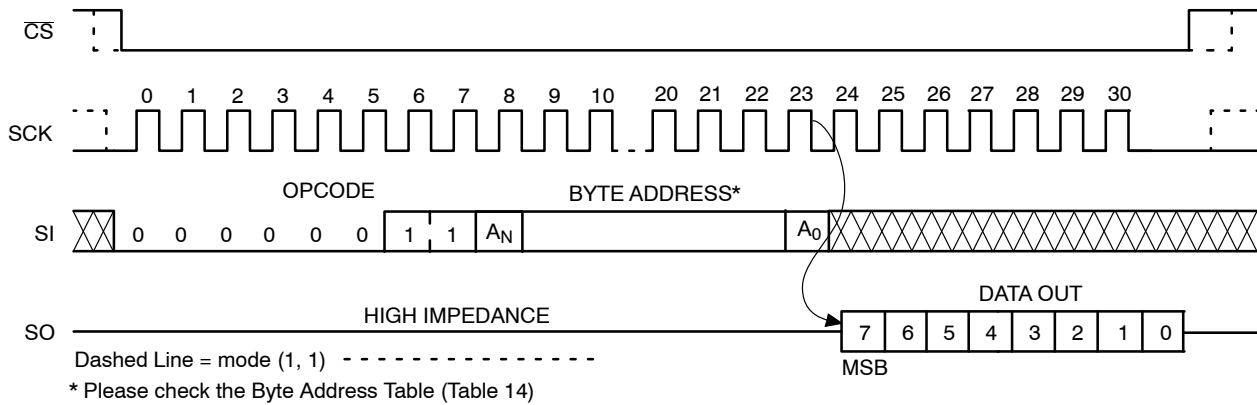 CS
0 1 2 3 4 5 6 7 8 9 10 20 21 22 23 24 25 26 27 28 29 30
SCK
OPCODE BYTE ADDRESS*
SI 0 0 0 0 0 0 1 1 AN A0
DATA OUT
HIGH IMPEDANCE
SO 7 6 5 4 3 2 1 0
Dashed Line = mode (1, 1)
MSB
* Please check the Byte Address Table (Table 14)